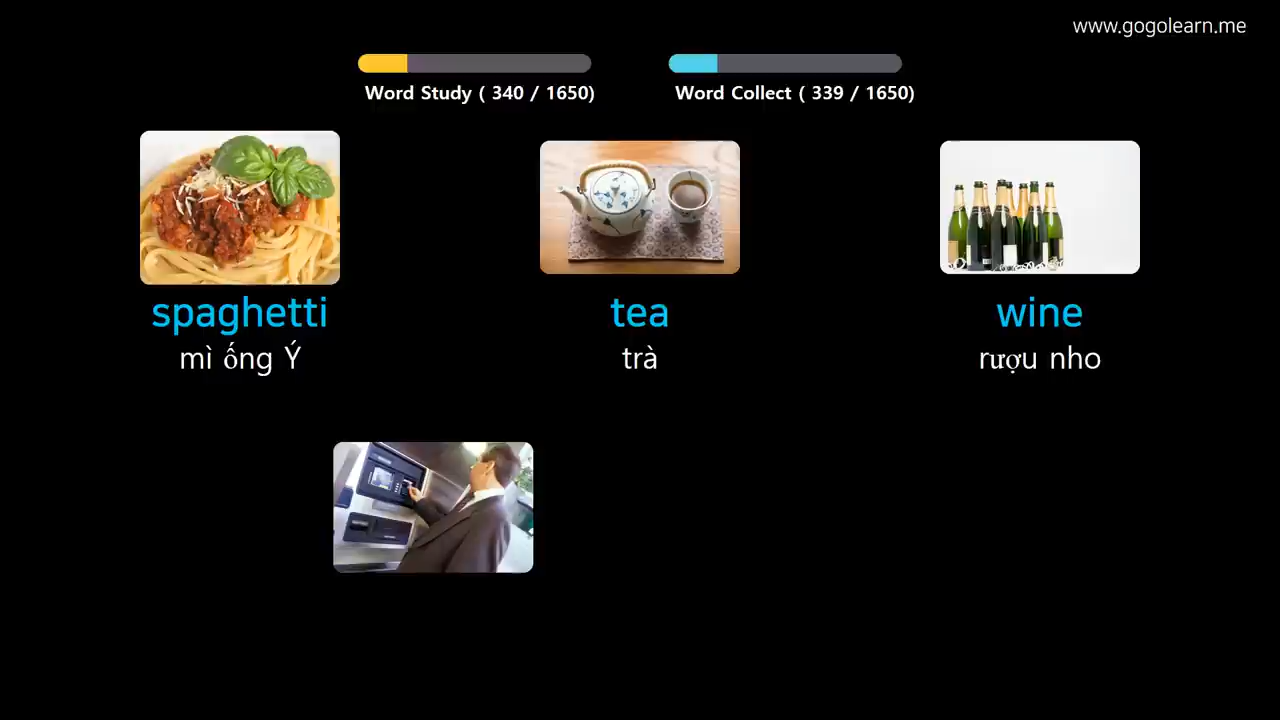 www.gogolearn.me
Word Study ( 340 / 1650)
Word Collect ( 339 / 1650)
spaghetti
mì ống Ý
tea
trà
wine
rượu nho